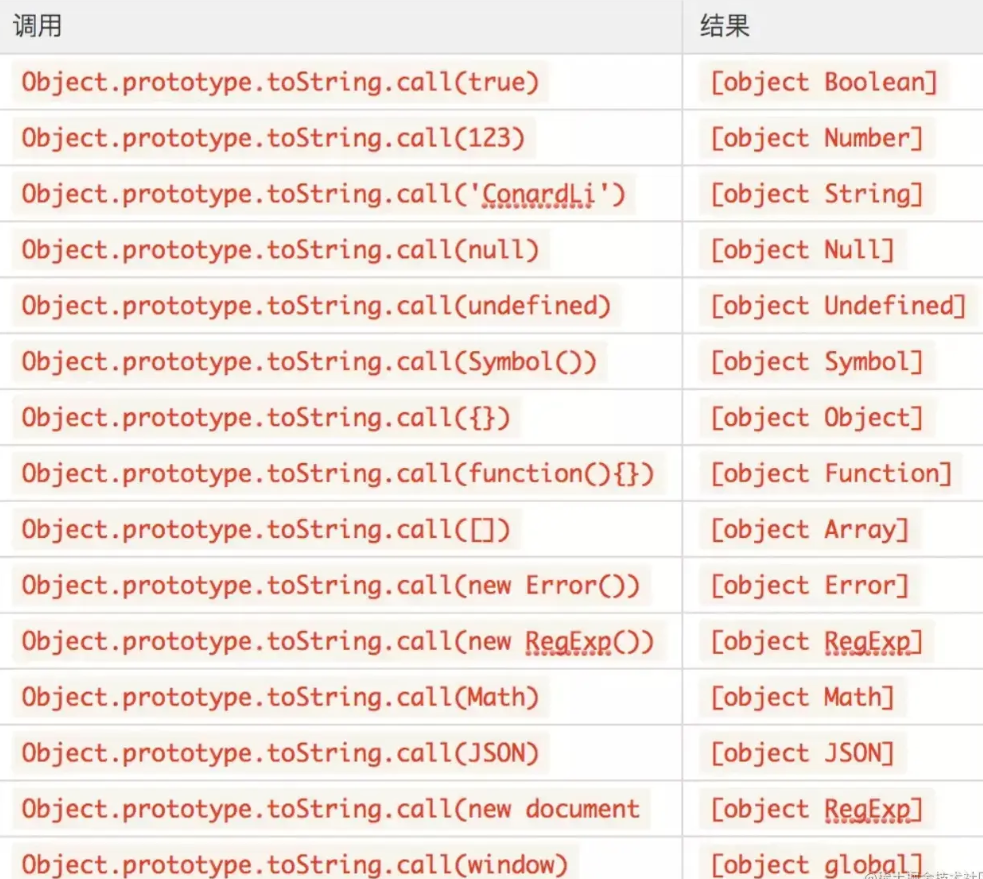 调用 结果
Object.prototype.toString.call(true) [object Boolean]
Object.prototype.toString.call(123) [object Number]
Object.prototype.toString.call('ConardLi') [object String]
Object.prototype.toString.call(null) [object Null]
Object.prototype.toString.call(undefined) [object Undefined]
Object.prototype.toString.call(Symbol()) [object Symbol]
Object.prototype.toString.call({}) [object Object]
Object.prototype.toString.call(function(){}) [object Function]
Object.prototype.toString.call([]) [object Array]
Object.prototype.toString.call(new Error()) [object Error]
Object.prototype.toString.call(new RegExp()) [object RegExp]
Object.prototype.toString.call(Math) [object Math]
Object.prototype.toString.call(JSON) [object JSON]
Object.prototype.toString.call(new document [object RegExp]
Object.prototype.toString.call(window) [object global]